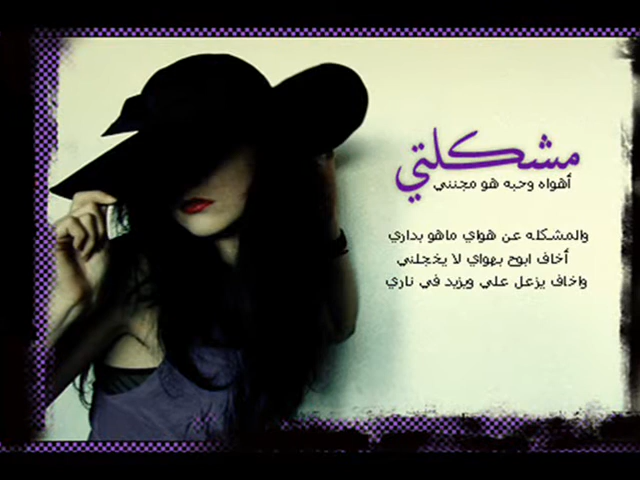 مشكلتي
أهواه وحبه هو مجنني
والمشكله عن هواي ماهو بداري
أخاف ابوح بهواي لا يخجلني
واخاف يزعل علي ويزيد في ناري